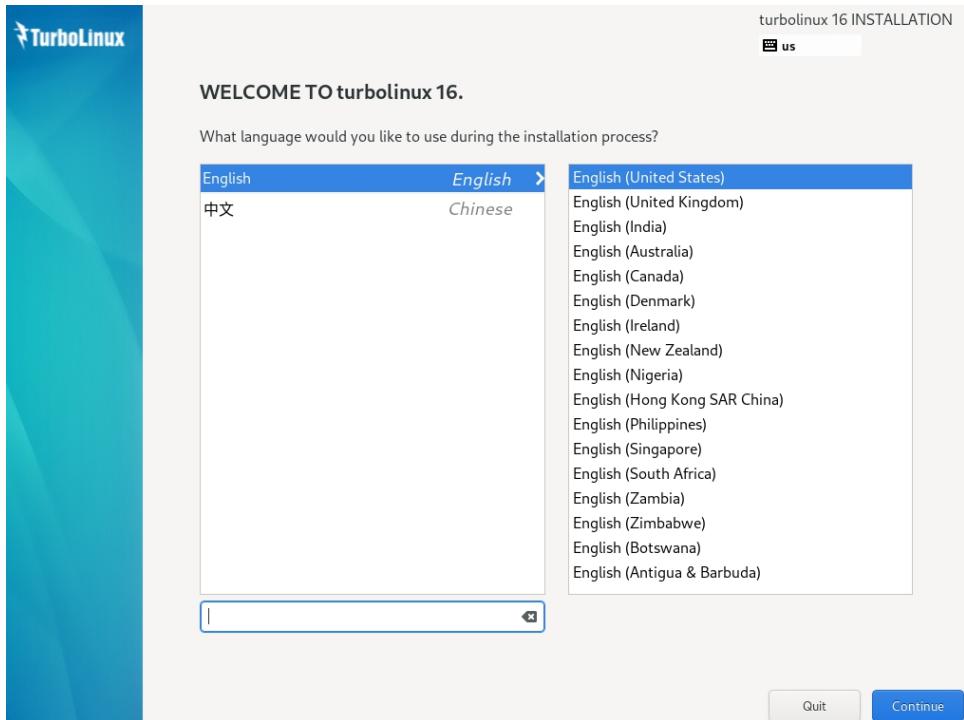 TurboLinux
turbolinux 16 INSTALLATION
us
WELCOME TO turbolinux 16.
What language would you like to use during the installation process?
English English
中文 Chinese
English (United States)
English (United Kingdom)
English (India)
English (Australia)
English (Canada)
English (Denmark)
English (Ireland)
English (New Zealand)
English (Nigeria)
English (Hong Kong SAR China)
English (Philippines)
English (Singapore)
English (South Africa)
English (Zambia)
English (Zimbabwe)
English (Botswana)
English (Antigua & Barbuda)
Quit
Continue